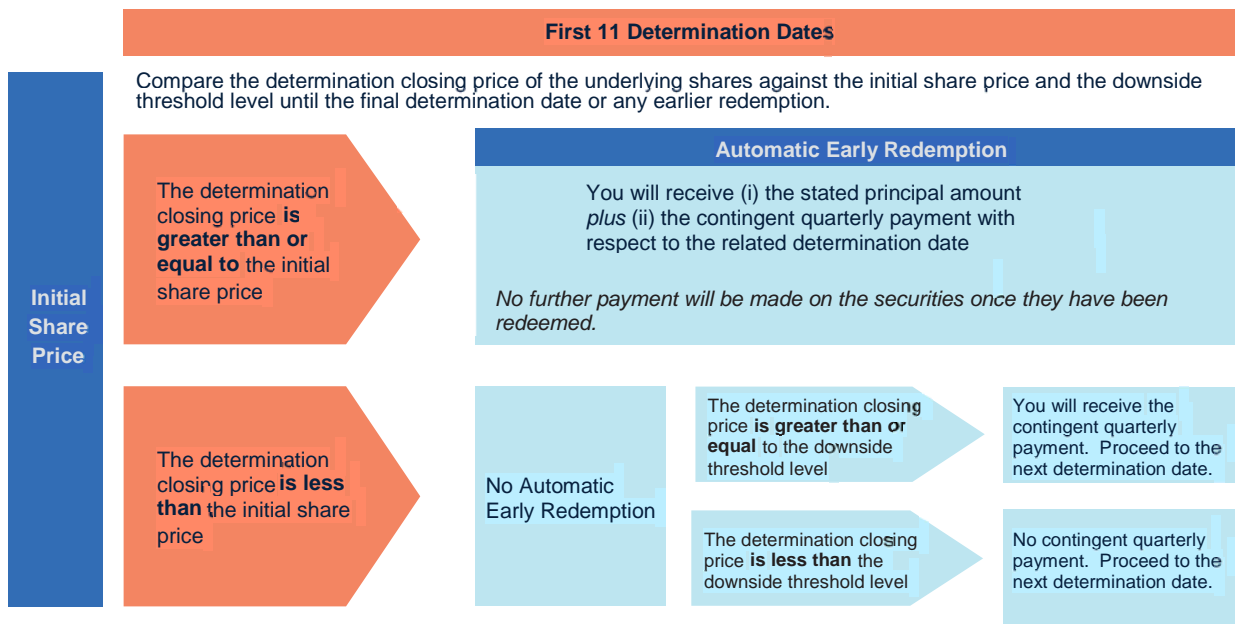 First 11 Determination Dates
Compare the determination closing price of the underlying shares against the initial share price and the downside
threshold level until the final determination date or any earlier redemption.
Initial
Share
Price
The determination
closing price is
greater than or
equal to the initial
share price
Automatic Early Redemption
You will receive (i) the stated principal amount
plus (ii) the contingent quarterly payment with
respect to the related determination date
No further payment will be made on the securities once they have been
redeemed.
The determination
closing price is less
than the initial share
price
No Automatic
Early Redemption
The determination closing
price is greater than or
equal to the downside
threshold level
You will receive the
contingent quarterly
payment.  Proceed to the
next determination date.
The determination closing
price is less than the
downside threshold level
No contingent quarterly
payment.  Proceed to the
next determination date.